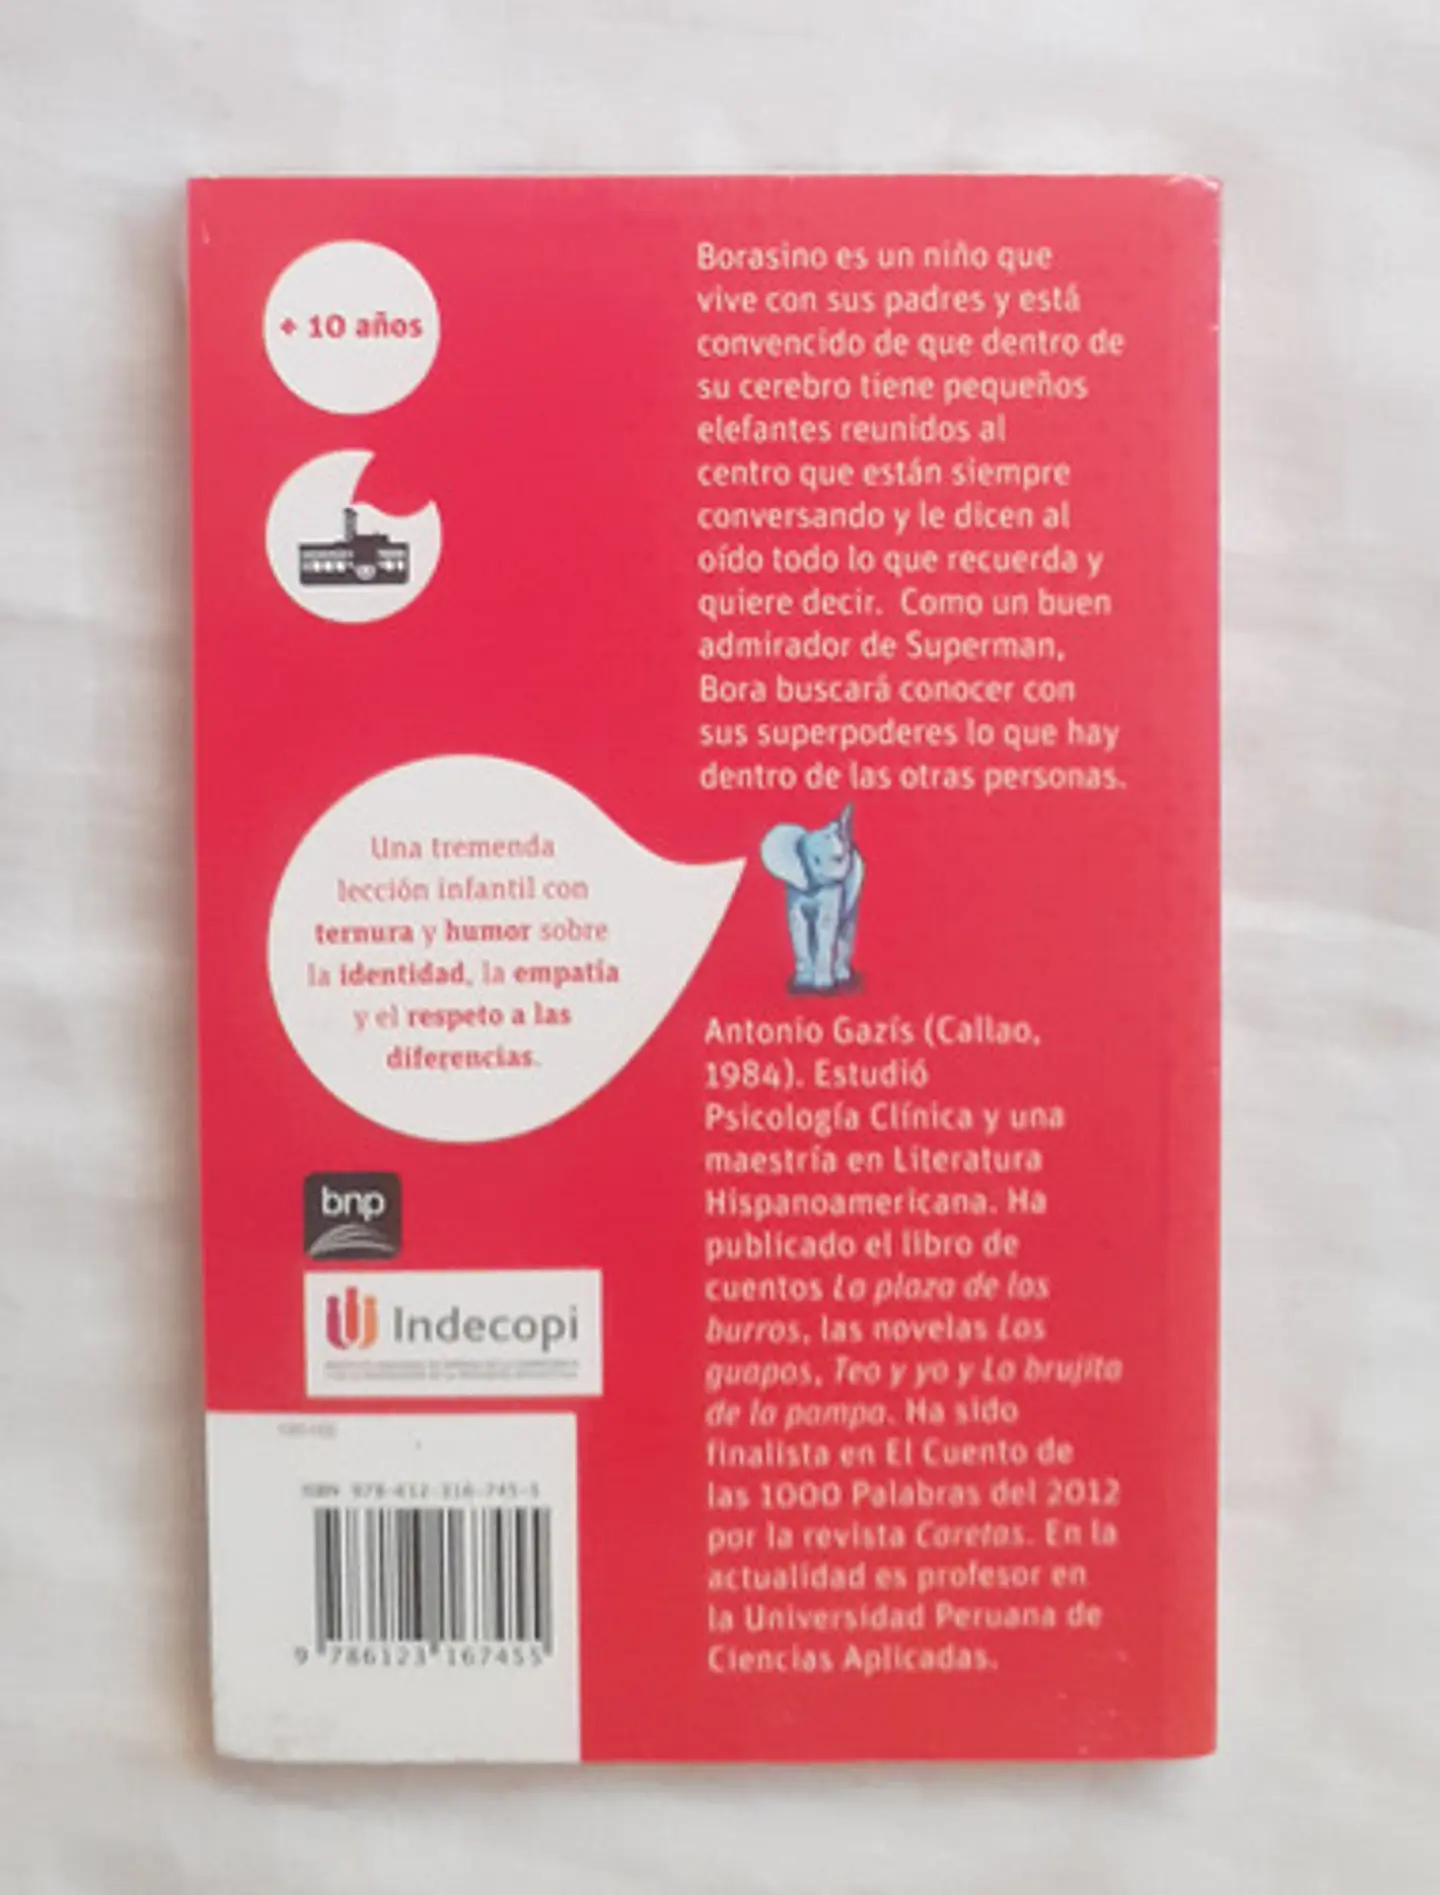 + 10 años
Borasino es un niño que
vive con sus padres y está
convencido de que dentro de
su cerebro tiene pequeños
elefantes reunidos al
centro que están siempre
conversando y le dicen al
oído todo lo que recuerda y
quiere decir. Como un buen
admirador de Superman,
Bora buscará conocer con
sus superpoderes lo que hay
dentro de las otras personas.
Una tremenda
lección infantil con
ternura y humor sobre
la identidad, la empatía
y el respeto a las
diferencias.
Antonio Gazís (Callao,
1984). Estudió
Psicología Clínica y una
maestría en Literatura
Hispanoamericana. Ha
publicado el libro de
cuentos La plaza de los
burros, las novelas Los
guapos, Teo y yo y La brujita
de la pampa. Ha sido
finalista en El Cuento de
las 1000 Palabras del 2012
por la revista Caretas. En la
actualidad es profesor en
la Universidad Peruana de
Ciencias Aplicadas.
bnp
Indecopi
ISBN 978-612-316-745-5
9 786123 167455